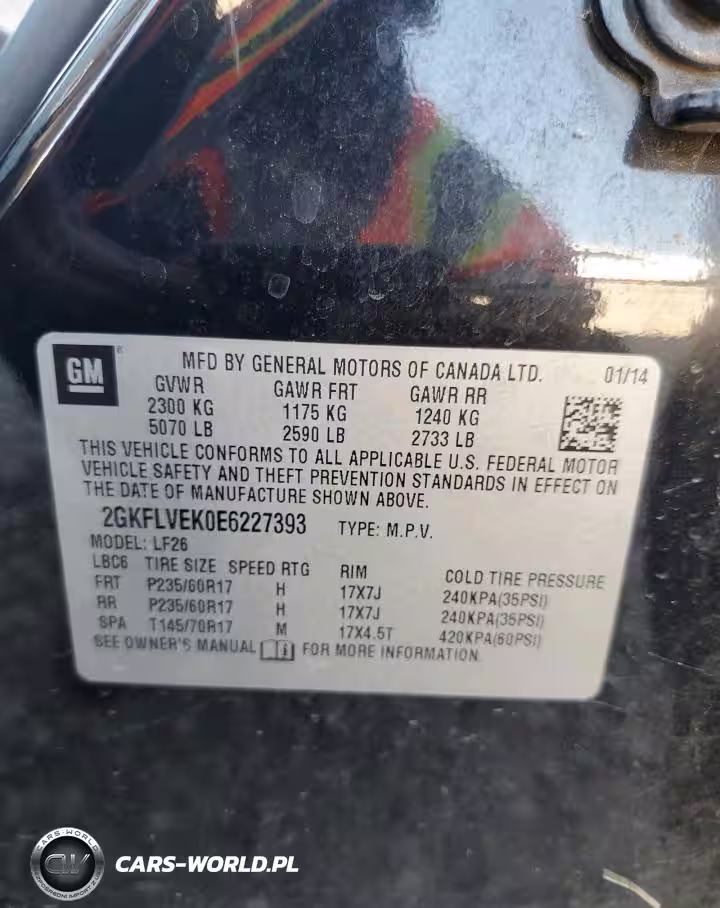 GM
MFD BY GENERAL MOTORS OF CANADA LTD. 01/14
GVWR GAWR FRT GAWR RR
2300 KG 1175 KG 1240 KG
5070 LB 2590 LB 2733 LB
THIS VEHICLE CONFORMS TO ALL APPLICABLE U.S. FEDERAL MOTOR
VEHICLE SAFETY AND THEFT PREVENTION STANDARDS IN EFFECT ON
THE DATE OF MANUFACTURE SHOWN ABOVE.
2GKFLVEK0E6227393 TYPE: M.P.V.
MODEL: LF26
LBC6 TIRE SIZE SPEED RTG RIM COLD TIRE PRESSURE
FRT P235/60R17 H 17X7J 240KPA(35PSI)
RR P235/60R17 H 17X7J 240KPA(35PSI)
SPA T145/70R17 M 17X4.5T 420KPA(60PSI)
SEE OWNER'S MANUAL i FOR MORE INFORMATION.
CARS-WORLD
CW
CARS-WORLD.PL